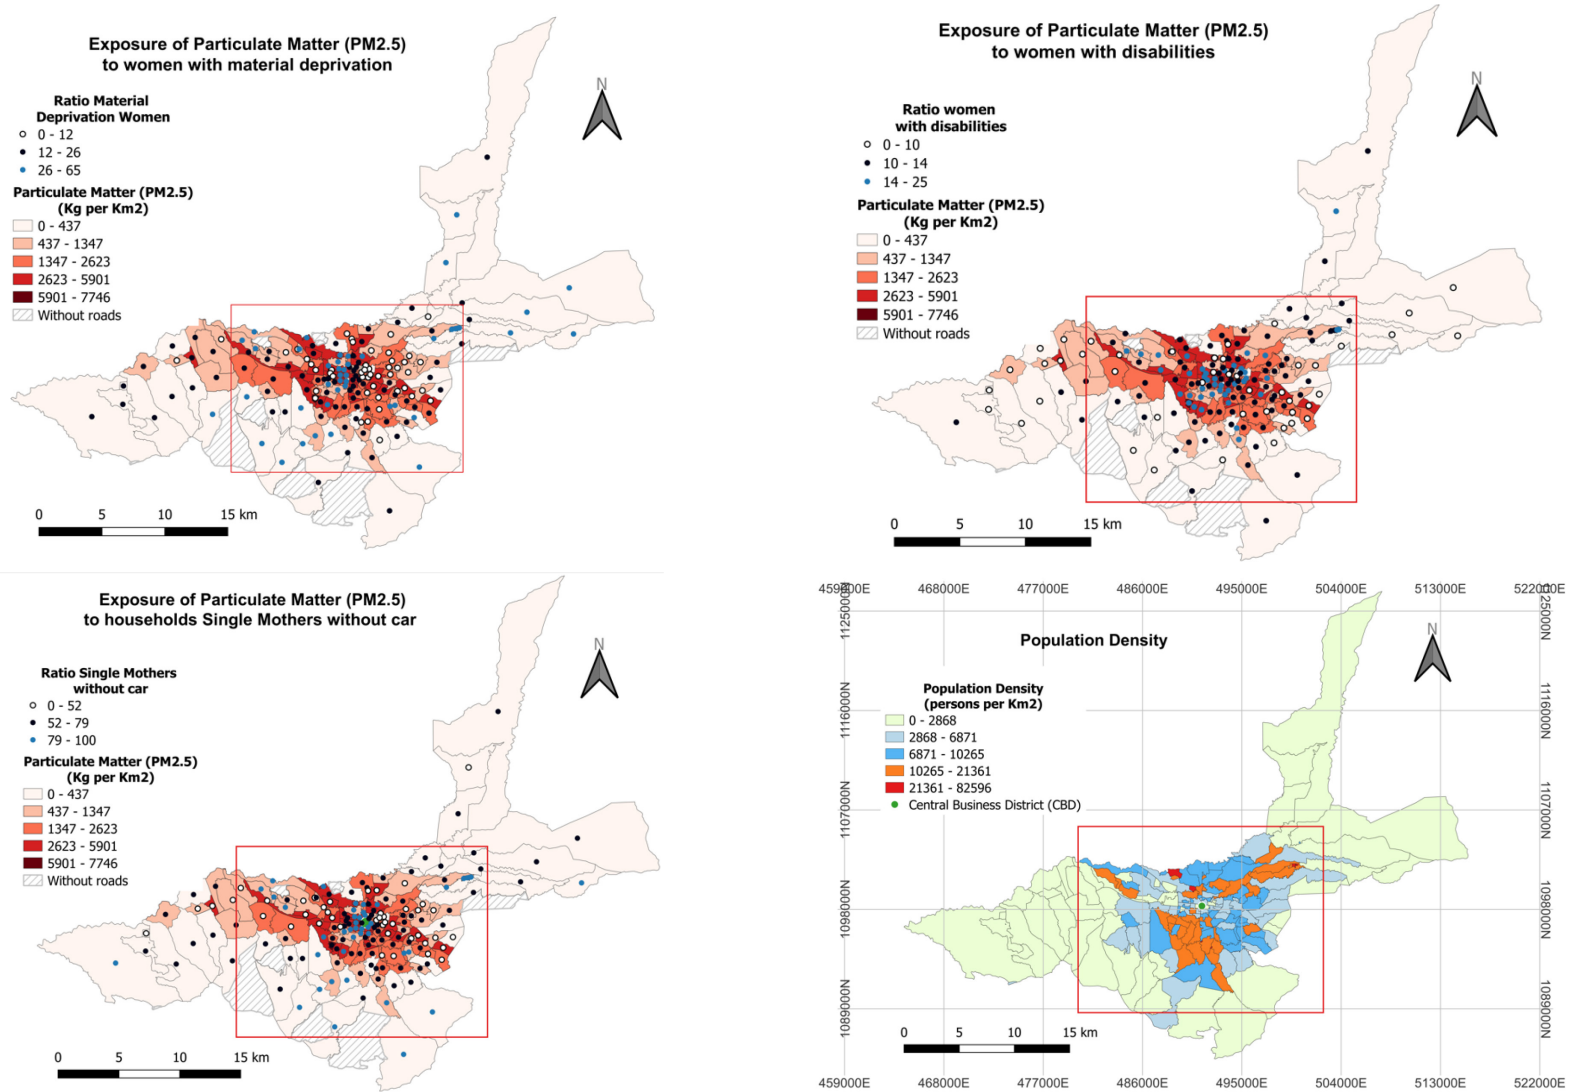 Exposure of Particulate Matter (PM2.5)
to women with material deprivation
N
Ratio Material
Deprivation Women
0 - 12
12 - 26
26 - 65
Particulate Matter (PM2.5)
(Kg per Km2)
0 - 437
437 - 1347
1347 - 2623
2623 - 5901
5901 - 7746
Without roads
0 5 10 15 km
Exposure of Particulate Matter (PM2.5)
to women with disabilities
N
Ratio women
with disabilities
0 - 10
10 - 14
14 - 25
Particulate Matter (PM2.5)
(Kg per Km2)
0 - 437
437 - 1347
1347 - 2623
2623 - 5901
5901 - 7746
Without roads
0 5 10 15 km
Exposure of Particulate Matter (PM2.5)
to households Single Mothers without car
N
Ratio Single Mothers
without car
0 - 52
52 - 79
79 - 100
Particulate Matter (PM2.5)
(Kg per Km2)
0 - 437
437 - 1347
1347 - 2623
2623 - 5901
5901 - 7746
Without roads
0 5 10 15 km
459000E 468000E 477000E 486000E 495000E 504000E 513000E 522000E
1125000N 1125000N
Population Density
N
Population Density
(persons per Km2)
0 - 2868
2868 - 6871
6871 - 10265
10265 - 21361
21361 - 82596
Central Business District (CBD)
1116000N 1116000N
1107000N 1107000N
1098000N 1098000N
1089000N 1089000N
0 5 10 15 km
459000E 468000E 477000E 486000E 495000E 504000E 513000E 522000E